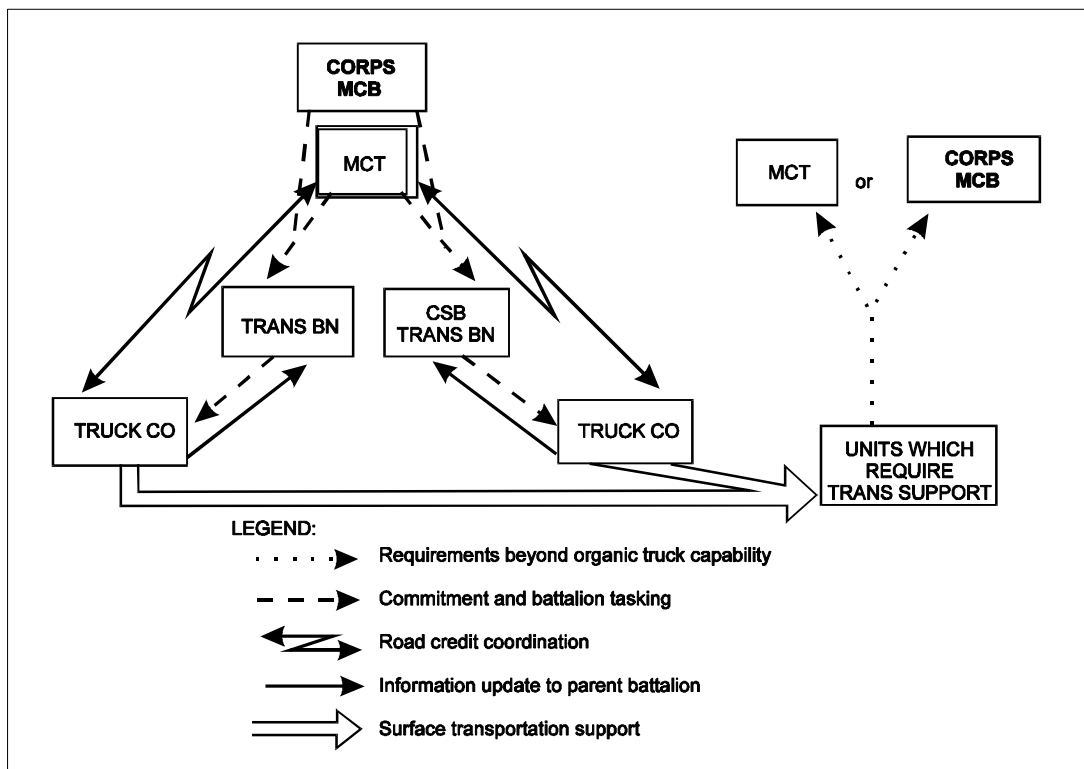 CORPS
MCB
MCT
MCT
or
CORPS
MCB
TRANS BN
CSB
TRANS BN
TRUCK CO
TRUCK CO
UNITS WHICH
REQUIRE
TRANS SUPPORT
LEGEND:
Requirements beyond organic truck capability
Commitment and battalion tasking
Road credit coordination
Information update to parent battalion
Surface transportation support